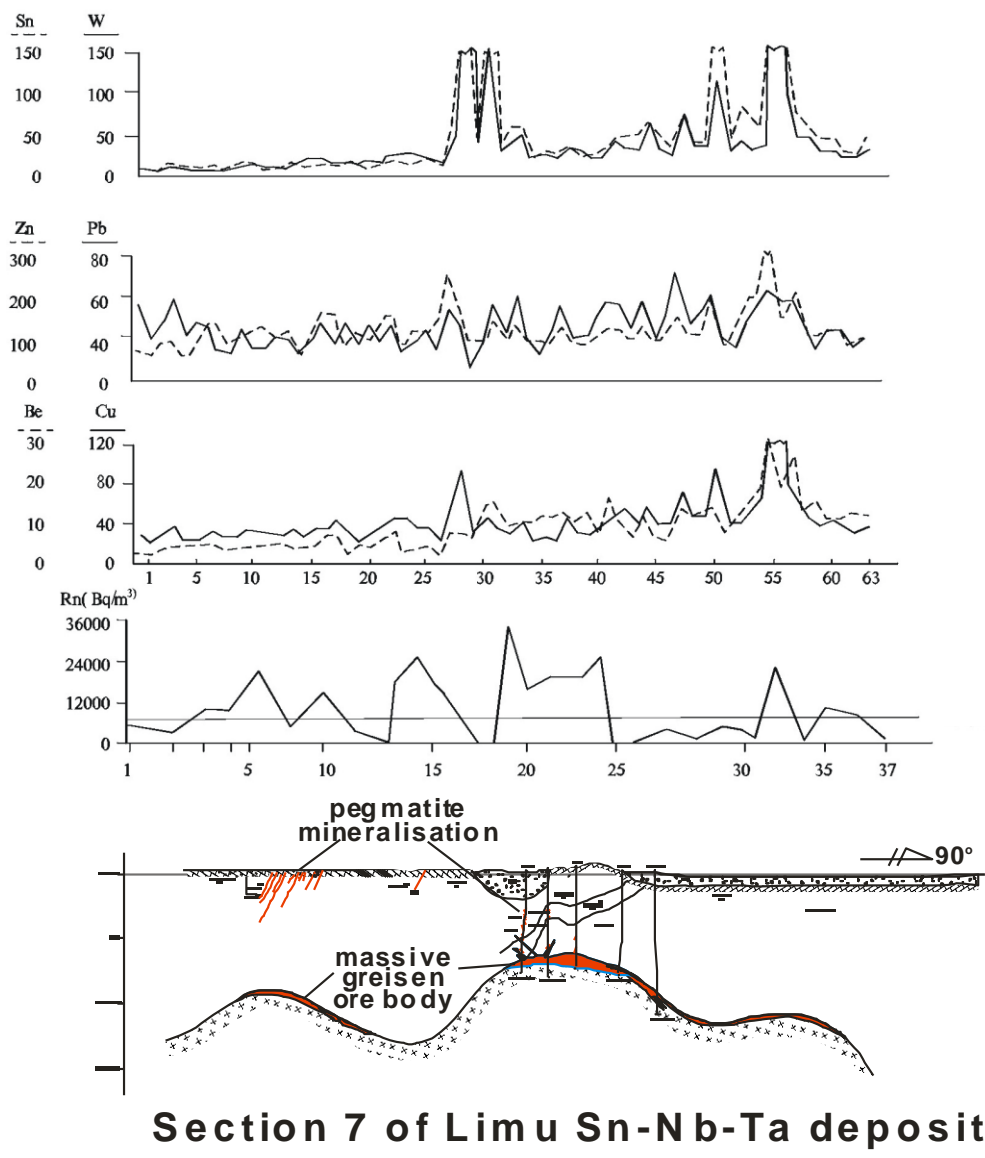 Sn W
150 150
100 100
50 50
0 0
Zn Pb
300 80
200 60
100 40
0 0
Be Cu
30 120
20 80
10 40
0 0
1 5 10 15 20 25 30 35 40 45 50 55 60 63
Rn( Bq/m³)
36000
24000
12000
0
1 5 10 15 20 25 30 35 37
pegmatite
mineralisation
90°
massive
greisen
ore body
Section 7 of Limu Sn-Nb-Ta deposit